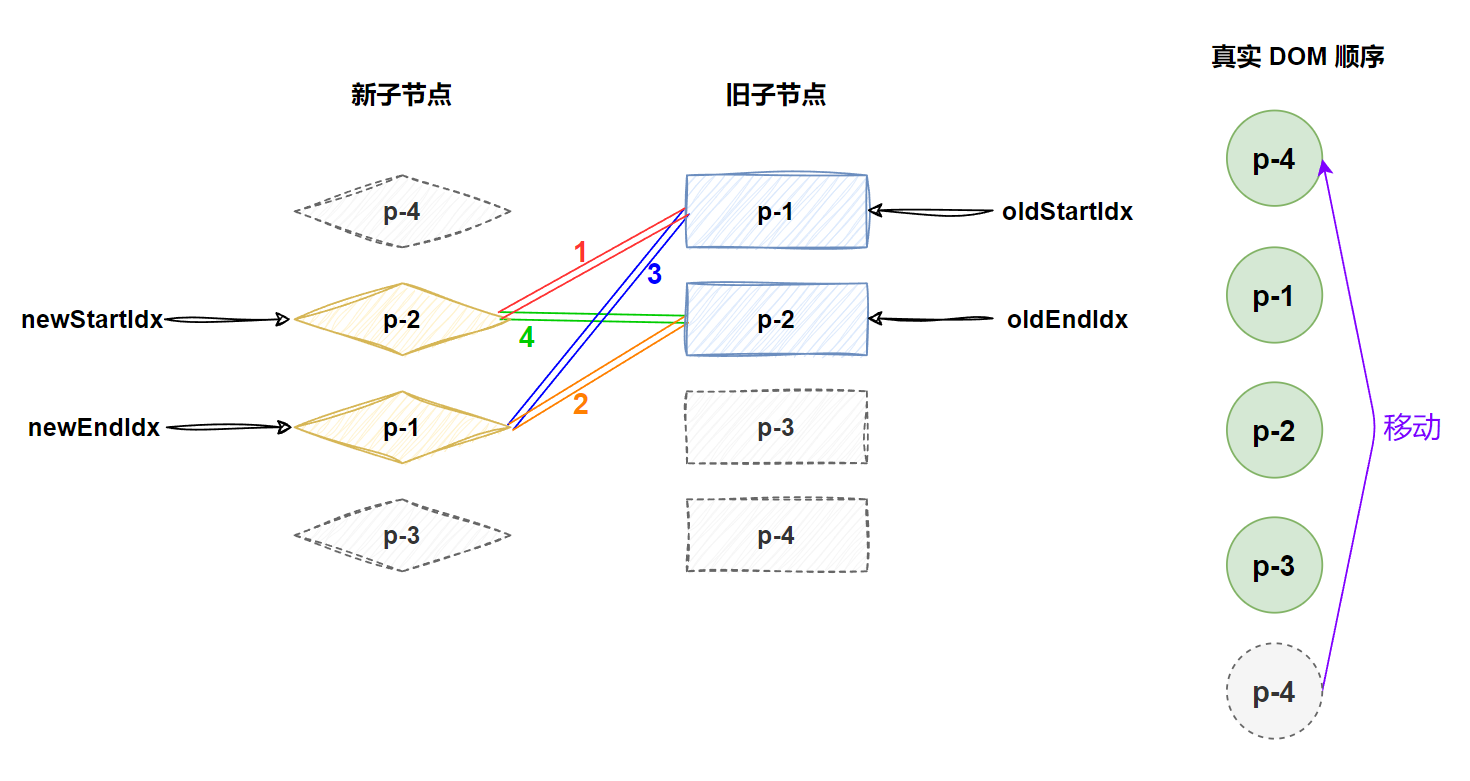 真实 DOM 顺序
新子节点
旧子节点
p-4
p-1
oldStartIdx
p-4
1
3
newStartIdx
p-2
4
p-2
oldEndIdx
p-1
newEndIdx
p-1
2
p-3
p-2
移动
p-3
p-4
p-3
p-4